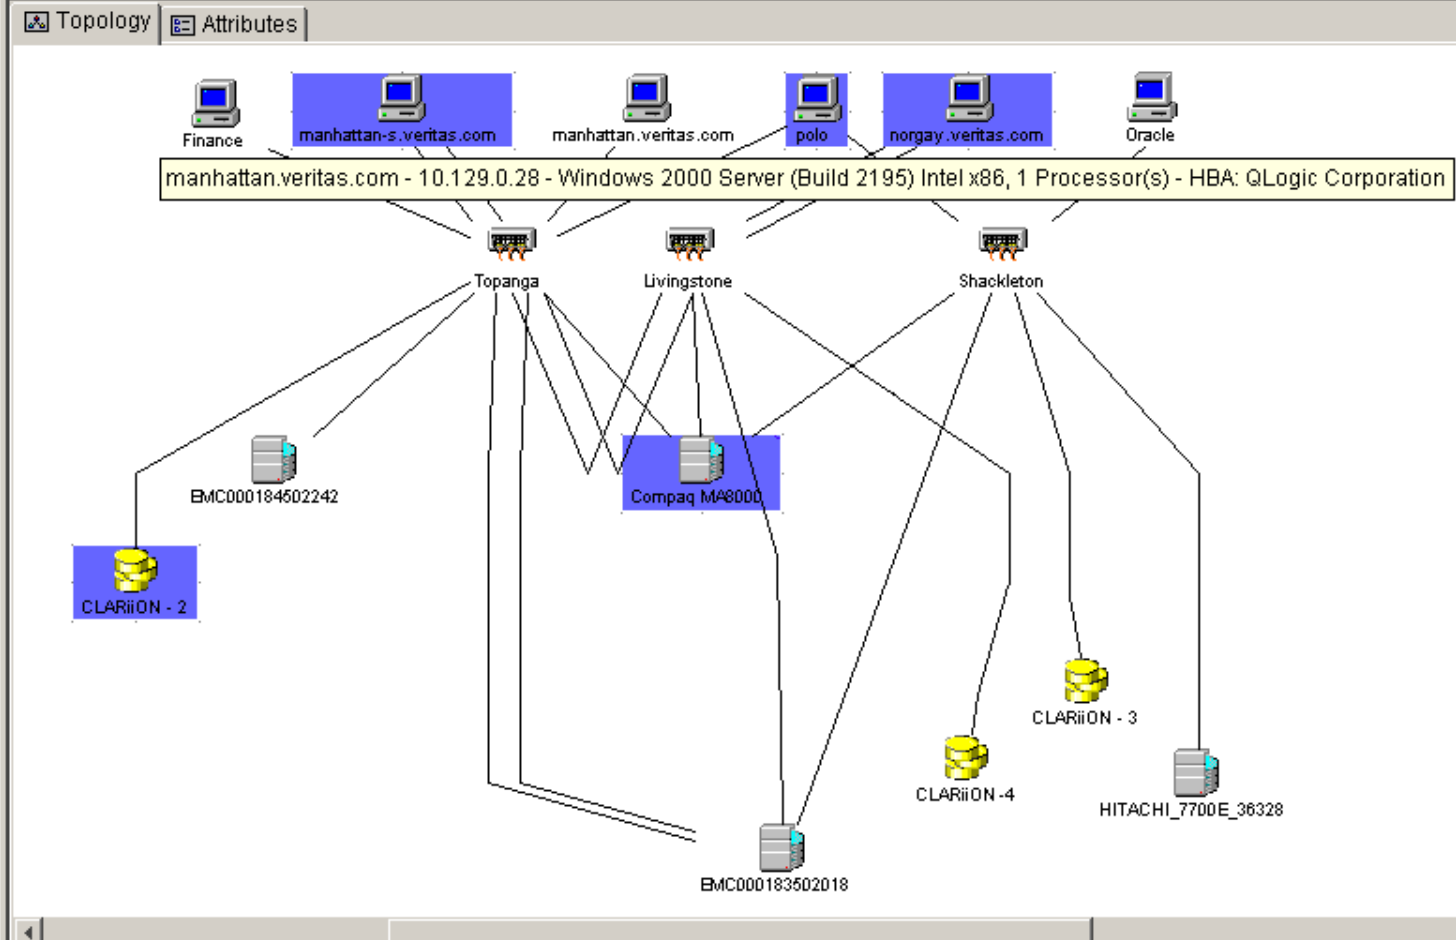 Topology
Attributes
Finance
manhattan-s.veritas.com
manhattan.veritas.com
polo
norgay.veritas.com
Oracle
manhattan.veritas.com - 10.129.0.28 - Windows 2000 Server (Build 2195) Intel x86, 1 Processor(s) - HBA: QLogic Corporation
Topanga
Livingstone
Shackleton
EMC000184502242
Compaq MA8000
CLARiiON - 2
CLARiiON - 3
CLARiiON -4
HITACHI_7700E_36328
EMC000183502018